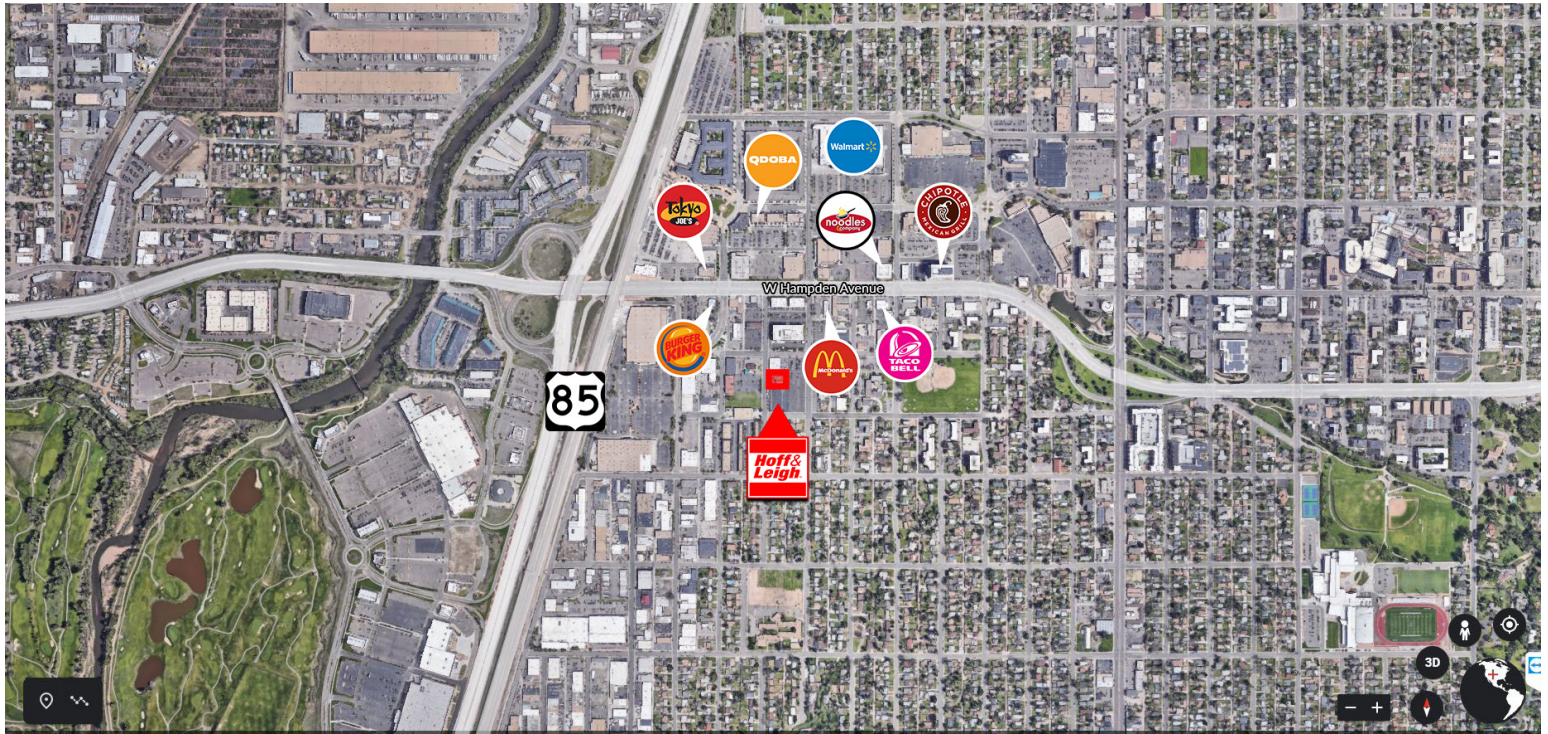 QDOBA
Walmart
Tokyo
JOE'S
noodles
company
CHIPOTLE
MEXICAN GRILL
W Hampden Avenue
BURGER
KING
McDonald's
TACO
BELL
85
Hoff&
Leigh
3D